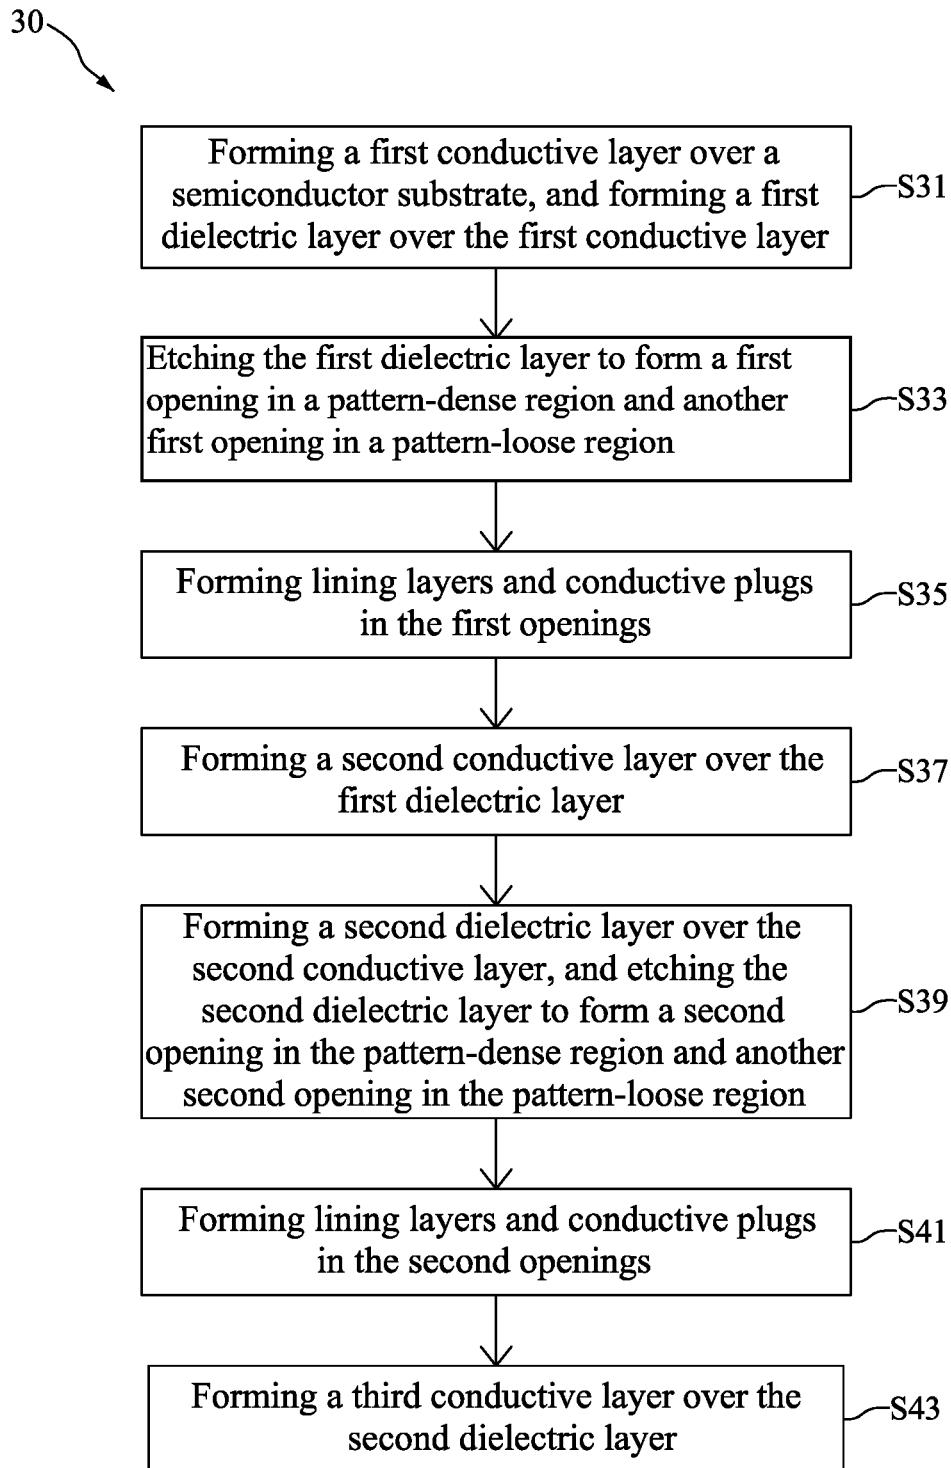 30
Forming a first conductive layer over a
semiconductor substrate, and forming a first
dielectric layer over the first conductive layer
S31
Etching the first dielectric layer to form a first
opening in a pattern-dense region and another
first opening in a pattern-loose region
S33
Forming lining layers and conductive plugs
in the first openings
S35
Forming a second conductive layer over the
first dielectric layer
S37
Forming a second dielectric layer over the
second conductive layer, and etching the
second dielectric layer to form a second
opening in the pattern-dense region and another
second opening in the pattern-loose region
S39
Forming lining layers and conductive plugs
in the second openings
S41
Forming a third conductive layer over the
second dielectric layer
S43